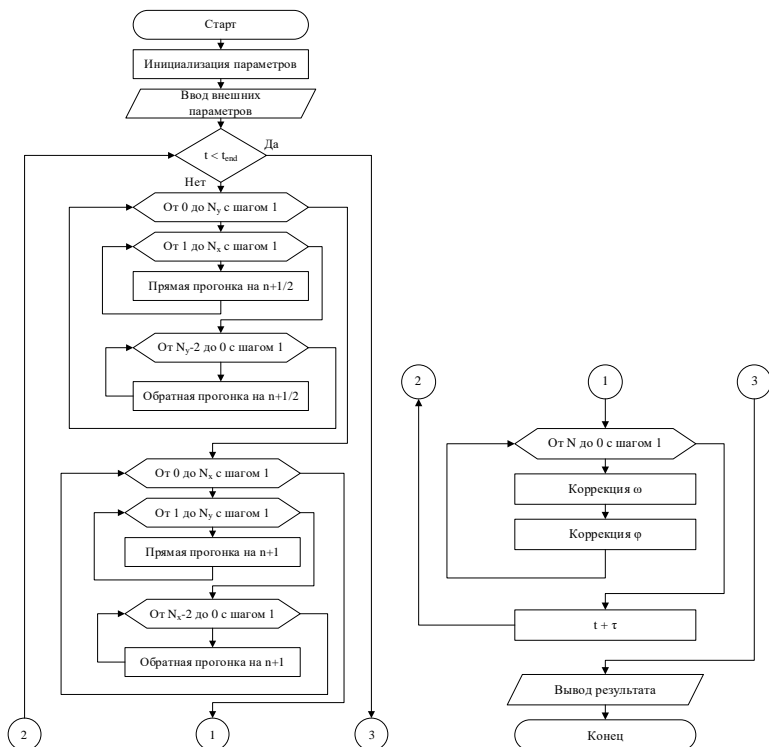 Старт
Инициализация параметров
Ввод внешних
параметров
t < tend
Да
Нет
От 0 до Ny с шагом 1
От 1 до Nx с шагом 1
Прямая прогонка на n+1/2
От Ny-2 до 0 с шагом 1
Обратная прогонка на n+1/2
От 0 до Nx с шагом 1
От 1 до Ny с шагом 1
Прямая прогонка на n+1
От Nx-2 до 0 с шагом 1
Обратная прогонка на n+1
2
1
3
2
1
3
От N до 0 с шагом 1
Коррекция ω
Коррекция φ
t + τ
Вывод результата
Конец